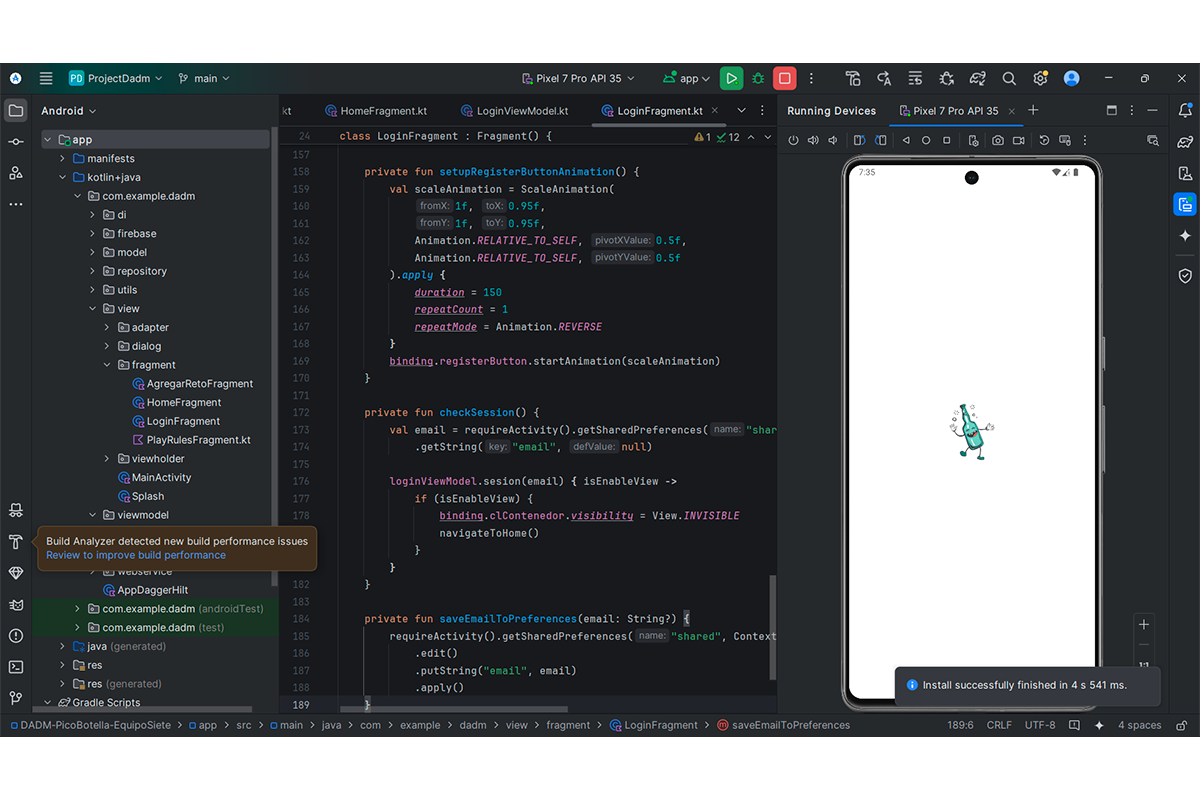 PD ProjectDadm main Pixel 7 Pro API 35 app
Android
app
manifests
kotlin+java
com.example.dadm
di
firebase
model
repository
utils
view
adapter
dialog
fragment
AgregarRetoFragment
HomeFragment
LoginFragment
PlayRulesFragment.kt
viewholder
MainActivity
Splash
viewmodel
Build Analyzer detected new build performance issues
Review to improve build performance
webservice
AppDaggerHilt
com.example.dadm (androidTest)
com.example.dadm (test)
java (generated)
res
res (generated)
Gradle Scripts
kt HomeFragment.kt LoginViewModel.kt LoginFragment.kt
24 class LoginFragment : Fragment() { 1 12
157
158 private fun setupRegisterButtonAnimation() {
159 val scaleAnimation = ScaleAnimation(
160 fromX: 1f, toX: 0.95f,
161 fromY: 1f, toY: 0.95f,
162 Animation.RELATIVE_TO_SELF, pivotXValue: 0.5f,
163 Animation.RELATIVE_TO_SELF, pivotYValue: 0.5f
164 ).apply {
165 duration = 150
166 repeatCount = 1
167 repeatMode = Animation.REVERSE
168 }
169 binding.registerButton.startAnimation(scaleAnimation)
170 }
171
172 private fun checkSession() {
173 val email = requireActivity().getSharedPreferences( name: "shar
174 .getString( key: "email", defValue: null)
175
176 loginViewModel.sesion(email) { isEnableView ->
177 if (isEnableView) {
178 binding.clContenedor.visibility = View.INVISIBLE
navigateToHome()
}
}
182 }
183
184 private fun saveEmailToPreferences(email: String?) {
185 requireActivity().getSharedPreferences( name: "shared", Context
186 .edit()
187 .putString("email", email)
188 .apply()
189 }
Running Devices Pixel 7 Pro API 35
7:35
1:1
Install successfully finished in 4 s 541 ms.
DADM-PicoBotella-EquipoSiete app src main java com example dadm view fragment LoginFragment saveEmailToPreferences 189:6 CRLF UTF-8 4 spaces